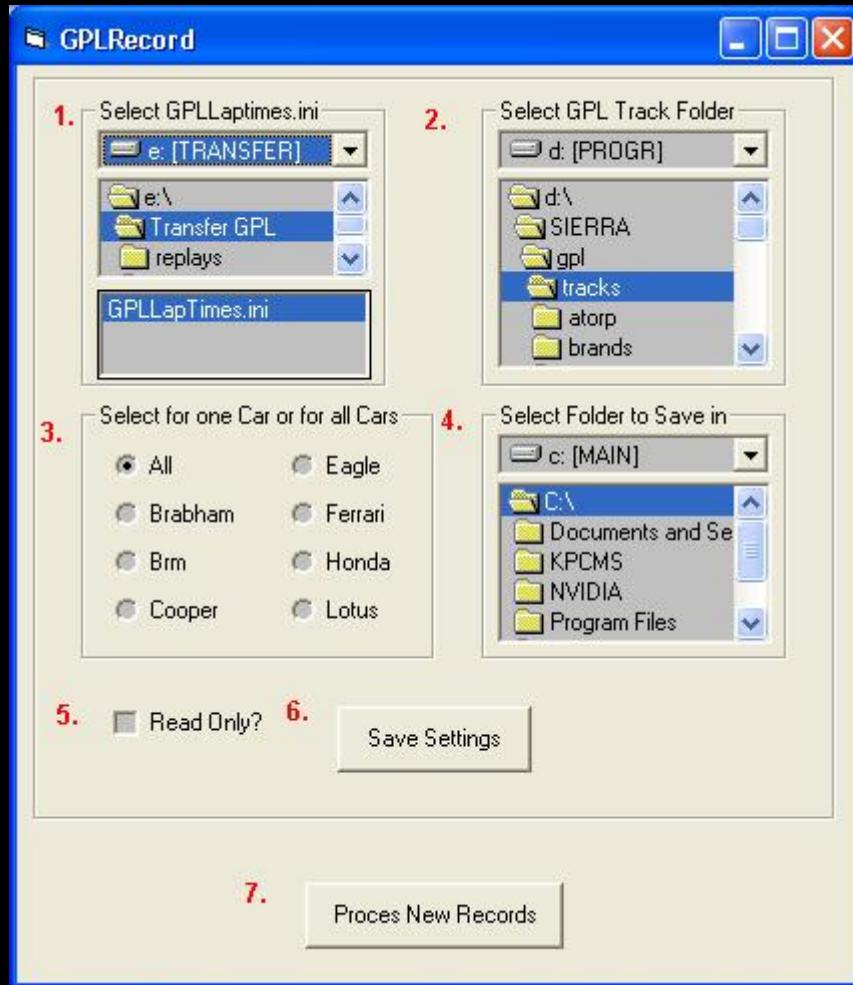 GPLRecord
1. Select GPLLaptimes.ini
e: [TRANSFER]
e:\
Transfer GPL
replays
GPLLapTimes.ini
2. Select GPL Track Folder
d: [PROGR]
d:\
SIERRA
gpl
tracks
atorp
brands
3. Select for one Car or for all Cars
All Eagle
Brabham Ferrari
Brm Honda
Cooper Lotus
4. Select Folder to Save in
c: [MAIN]
C:\
Documents and Se
KPCMS
NVIDIA
Program Files
5. Read Only?
6. Save Settings
7. Proces New Records